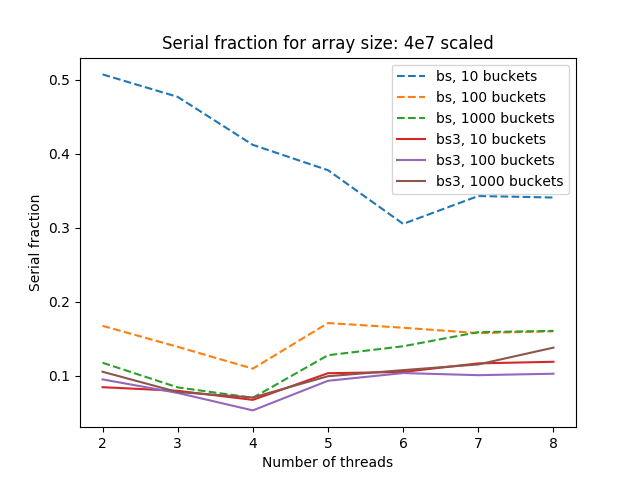 Serial fraction for array size: 4e7 scaled
bs, 10 buckets
bs, 100 buckets
bs, 1000 buckets
bs3, 10 buckets
bs3, 100 buckets
bs3, 1000 buckets
Serial fraction
0.5
0.4
0.3
0.2
0.1
2 3 4 5 6 7 8
Number of threads